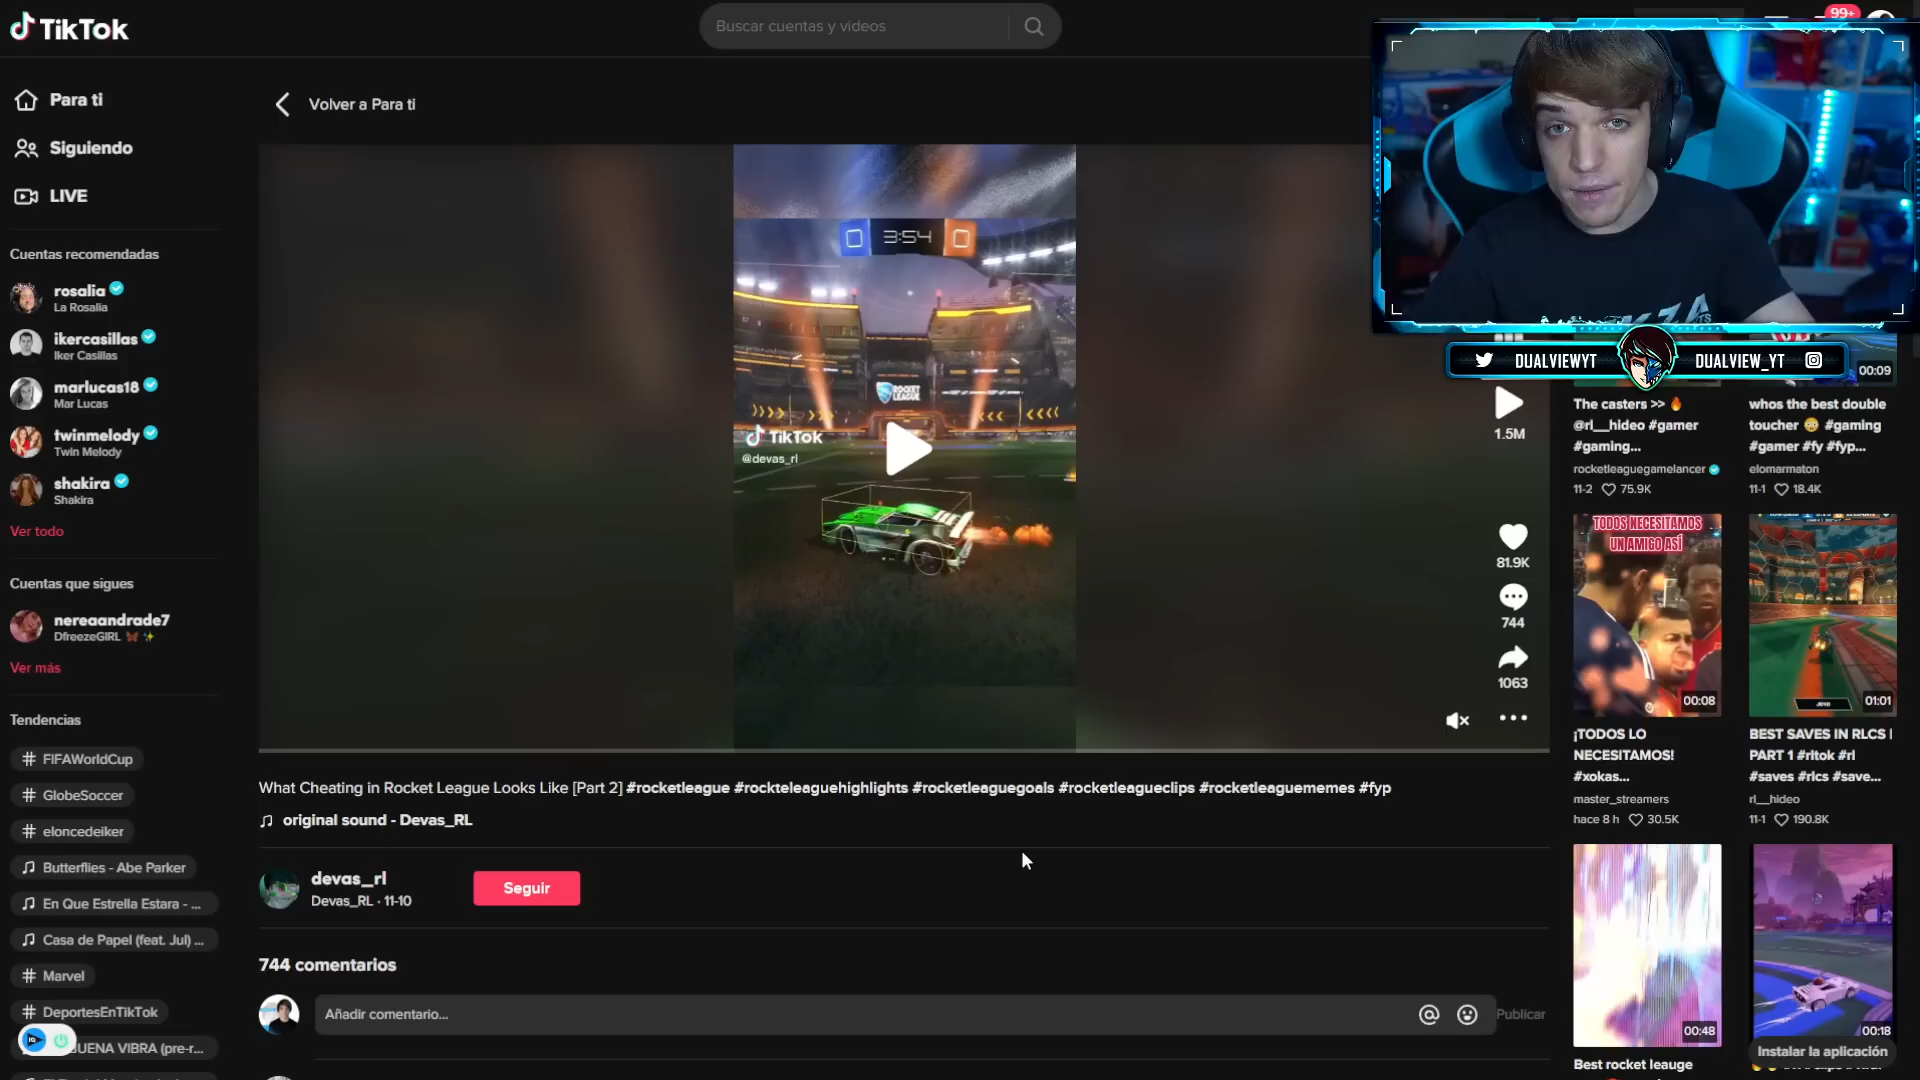 TikTok
Buscar cuentas y videos
99+
Para ti
Siguiendo
LIVE
Cuentas recomendadas
rosalia
La Rosalia
ikercasillas
Iker Casillas
marlucas18
Mar Lucas
twinmelody
Twin Melody
shakira
Shakira
Ver todo
Cuentas que sigues
nereaandrade7
DfreezeGIRL
Ver más
Tendencias
# FIFAWorldCup
# GlobeSoccer
# eloncedeiker
Butterflies - Abe Parker
En Que Estrella Estara - ...
Casa de Papel (feat. Jul) ...
# Marvel
# DeportesEnTikTok
BUENA VIBRA (pre-r...
Volver a Para ti
0 3:54 0
ROCKET
LEAGUE
TikTok
@devas_rl
1.5M
81.9K
744
1063
What Cheating in Rocket League Looks Like [Part 2] #rocketleague #rockteleaguehighlights #rocketleaguegoals #rocketleagueclips #rocketleaguememes #fyp
original sound - Devas_RL
devas_rl
Devas_RL · 11-10
Seguir
744 comentarios
Añadir comentario...
Publicar
DUALVIEWYT
DUALVIEW_YT
00:09
The casters >>
@rl__hideo #gamer
#gaming...
rocketleaguegamelancer
11-2 75.9K
whos the best double
toucher #gaming
#gamer #fy #fyp...
elomarmaton
11-1 18.4K
TODOS NECESITAMOS
UN AMIGO ASÍ
00:08
¡TODOS LO
NECESITAMOS!
#xokas...
master_streamers
hace 8 h 30.5K
01:01
BEST SAVES IN RLCS |
PART 1 #rltok #rl
#saves #rlcs #save...
rl__hideo
11-1 190.8K
00:48
Best rocket leauge
00:18
Instalar la aplicación